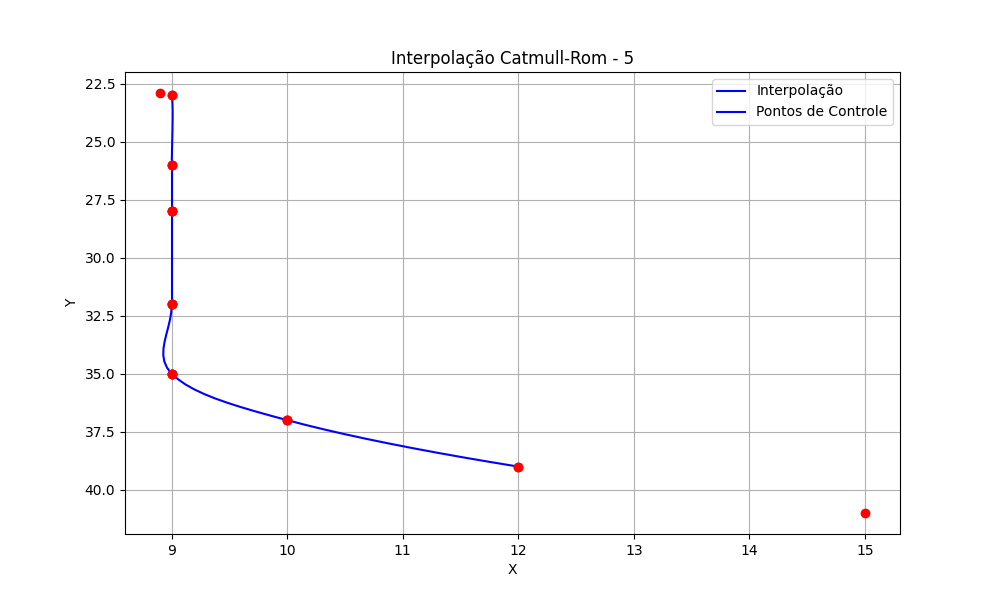 Interpolação Catmull-Rom - 5
Interpolação
Pontos de Controle
22.5
25.0
27.5
30.0
32.5
35.0
37.5
40.0
Y
9 10 11 12 13 14 15
X